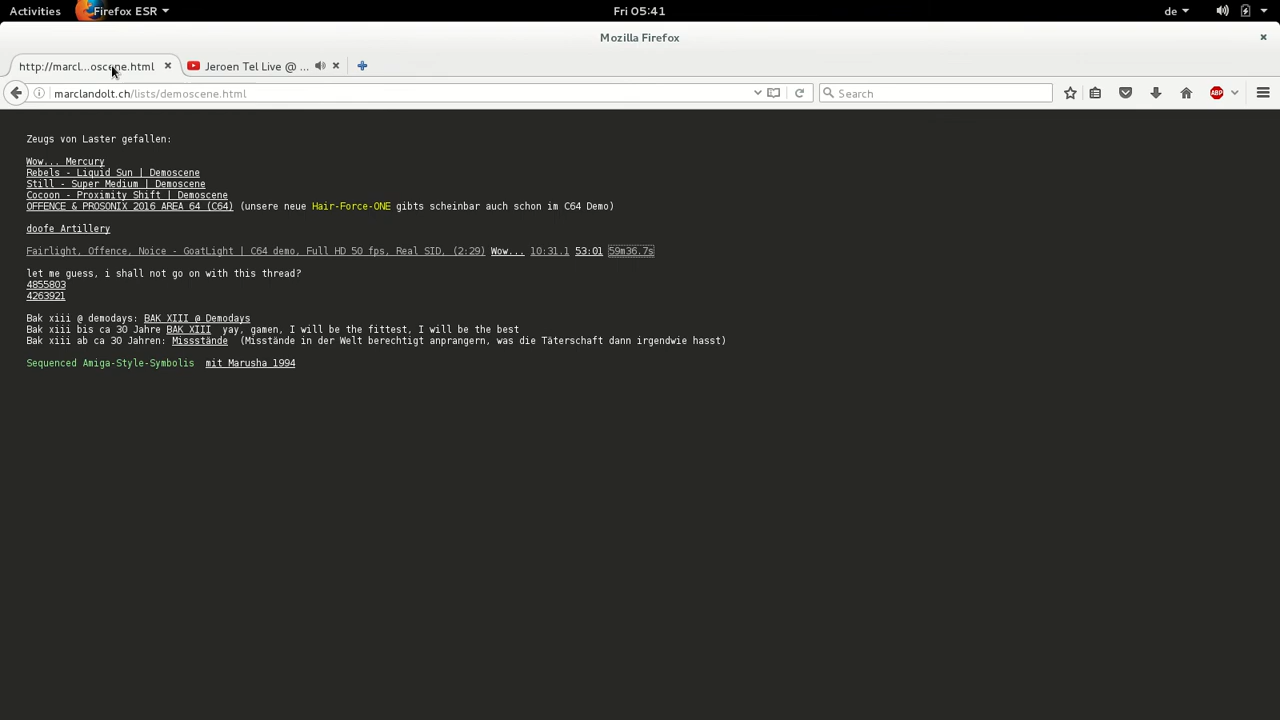 Activities Firefox ESR Fri 05:41 de
Mozilla Firefox
http://marcl...oscene.html Jeroen Tel Live @ ...
marclandolt.ch/lists/demoscene.html Search ABP
Zeugs von Laster gefallen:
Wow... Mercury
Rebels - Liquid Sun | Demoscene
Still - Super Medium | Demoscene
Cocoon - Proximity Shift | Demoscene
OFFENCE & PROSONIX 2016 AREA 64 (C64) (unsere neue Hair-Force-ONE gibts scheinbar auch schon im C64 Demo)
doofe Artillery
Fairlight, Offence, Noice - GoatLight | C64 demo, Full HD 50 fps, Real SID, (2:29) Wow... 10:31.1 53:01 59m36.7s
let me guess, i shall not go on with this thread?
4855803
4263921
Bak xiii @ demodays: BAK XIII @ Demodays
Bak xiii bis ca 30 Jahre BAK XIII yay, gamen, I will be the fittest, I will be the best
Bak xiii ab ca 30 Jahren: Missstände (Misstände in der Welt berechtigt anprangern, was die Täterschaft dann irgendwie hasst)
Sequenced Amiga-Style-Symbolis mit Marusha 1994